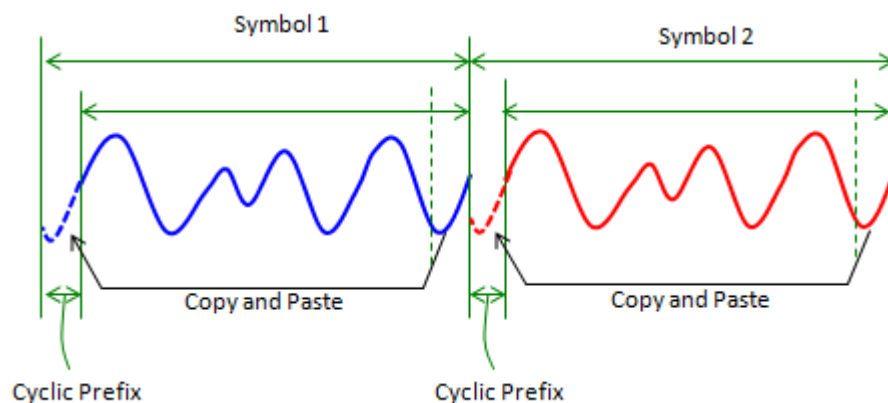 Symbol 1
Symbol 2
Copy and Paste
Copy and Paste
Cyclic Prefix
Cyclic Prefix